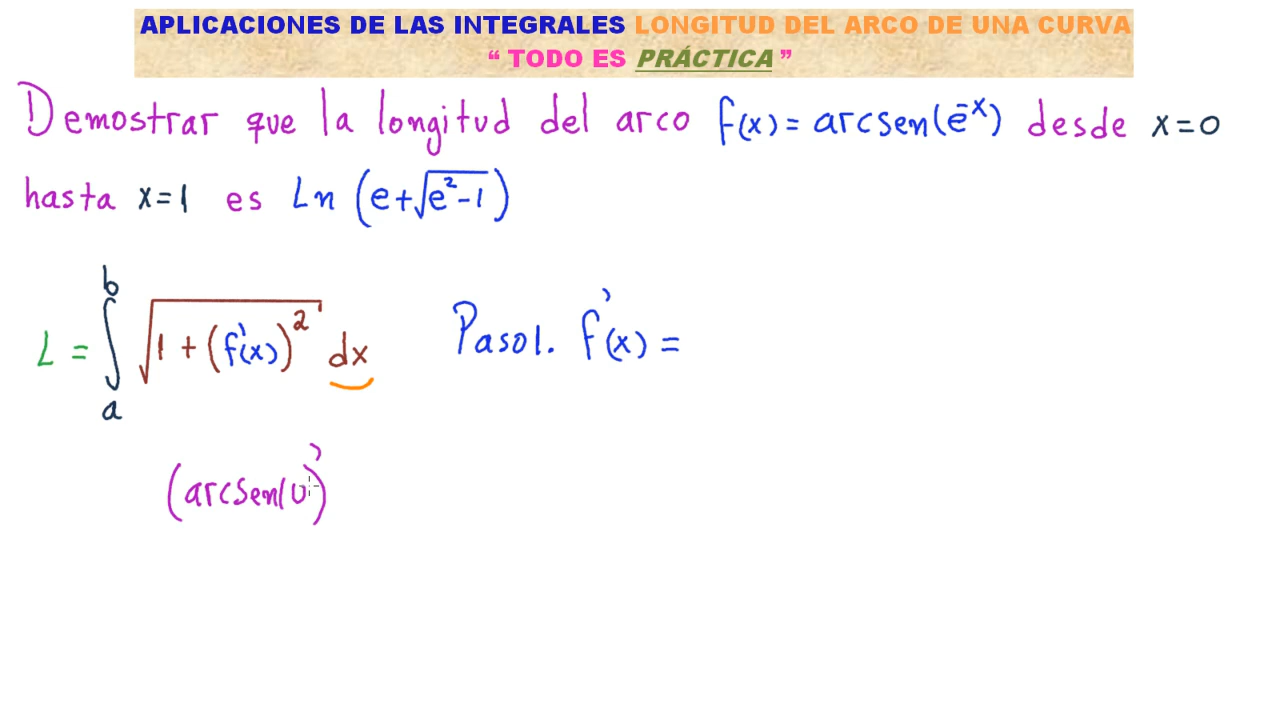 APLICACIONES DE LAS INTEGRALES LONGITUD DEL ARCO DE UNA CURVA
“ TODO ES PRÁCTICA ”
Demostrar que la longitud del arco f(x) = arcsen(e⁻ˣ) desde x=0
hasta x=1 es Ln (e+√(e²-1))
L = ∫ₐᵇ √(1 + (f'(x))²) dx Paso1. f'(x) =
(arcsen(u)'